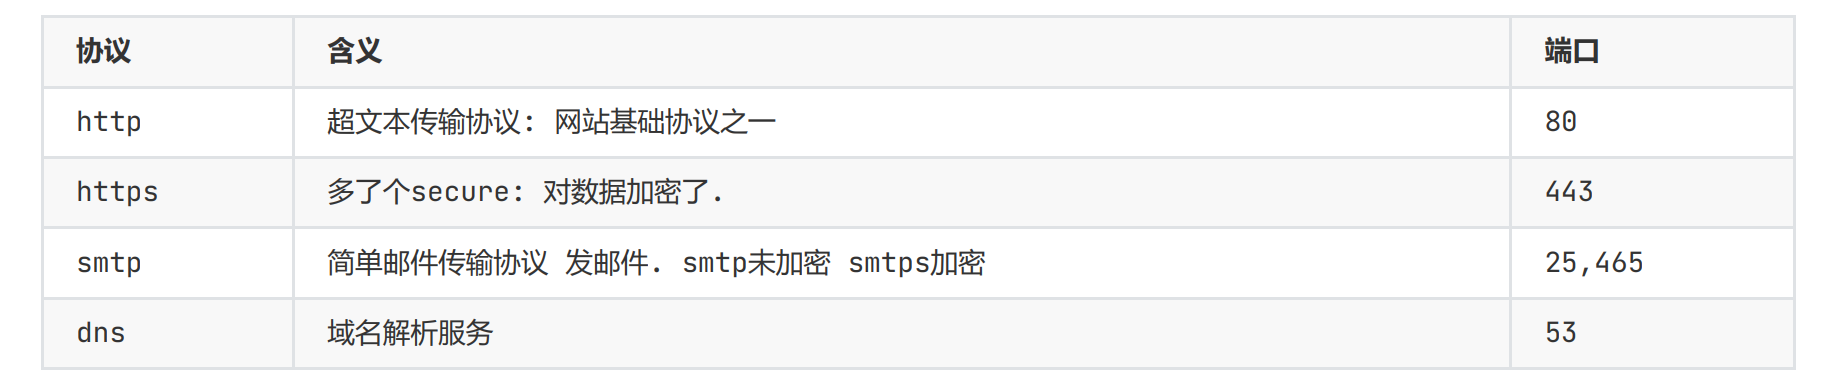 协议 含义 端口
http 超文本传输协议: 网站基础协议之一 80
https 多了个secure: 对数据加密了. 443
smtp 简单邮件传输协议 发邮件. smtp未加密 smtps加密 25,465
dns 域名解析服务 53